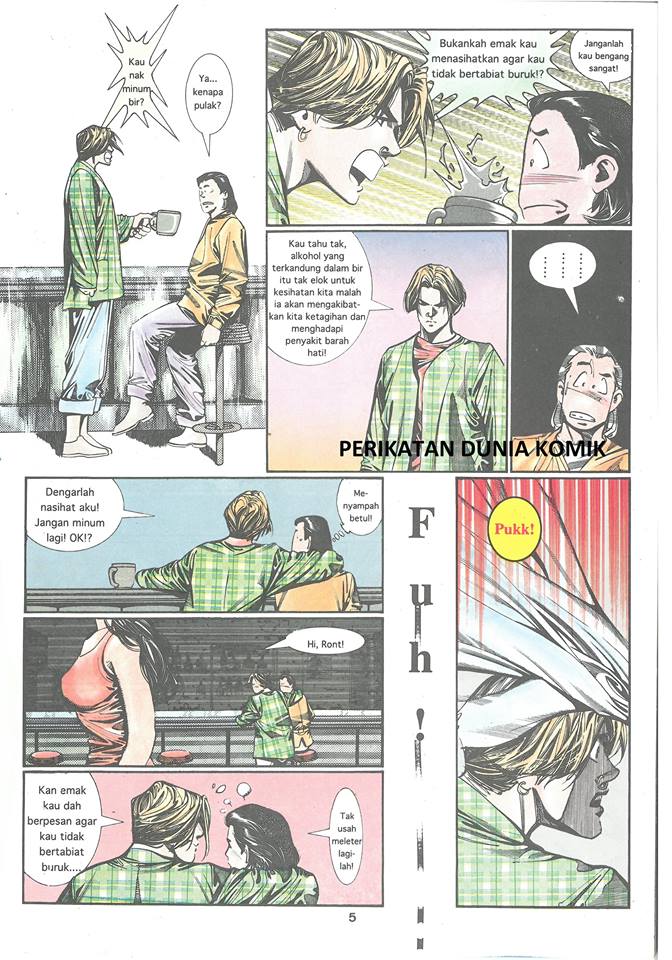 Kau
nak
minum
bir?
Ya...
kenapa
pulak?
Bukankah emak kau
menasihatkan agar kau
tidak bertabiat buruk!?
Janganlah
kau bengang
sangat!
Kau tahu tak,
alkohol yang
terkandung dalam bir
itu tak elok untuk
kesihatan kita malah
ia akan mengakibat-
kan kita ketagihan dan
menghadapi
penyakit barah
hati!
PERIKATAN DUNIA KOMIK
Dengarlah
nasihat aku!
Jangan minum
lagi! OK!?
Me-
nyampah
betul!
Hi, Ront!
Kan emak
kau dah
berpesan agar
kau tidak
bertabiat
buruk....
Tak
usah
meleter
lagi-
lah!
Fuh!
Pukk!
5